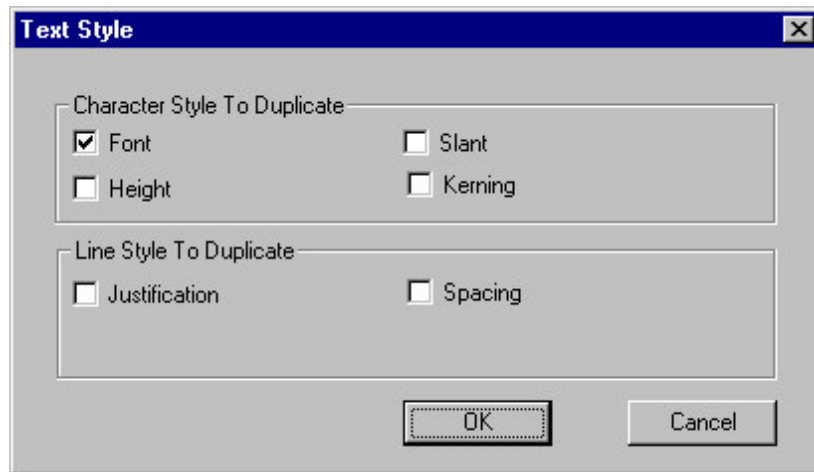 Text Style
Character Style To Duplicate
Font Slant
Height Kerning
Line Style To Duplicate
Justification Spacing
OK Cancel